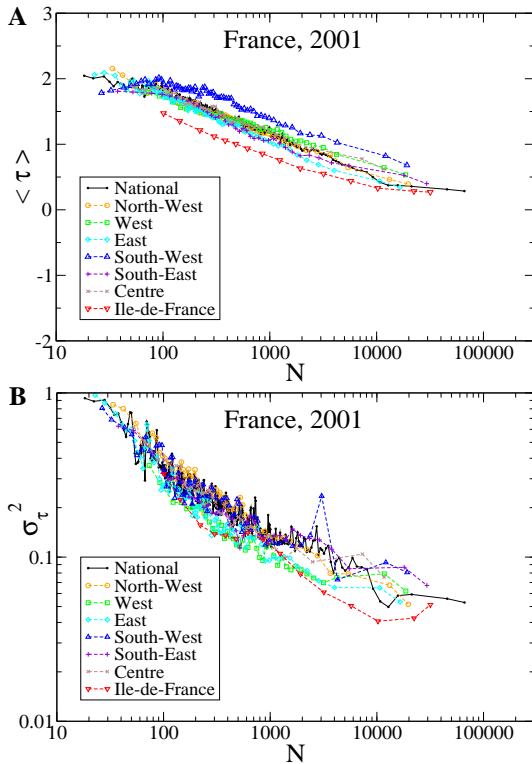 A
France, 2001
3
2
1
0
-1
-2
< τ >
National
North-West
West
East
South-West
South-East
Centre
Ile-de-France
10 100 1000 10000 100000
N
B
France, 2001
1
0.1
0.01
στ2
National
North-West
West
East
South-West
South-East
Centre
Ile-de-France
10 100 1000 10000 100000
N